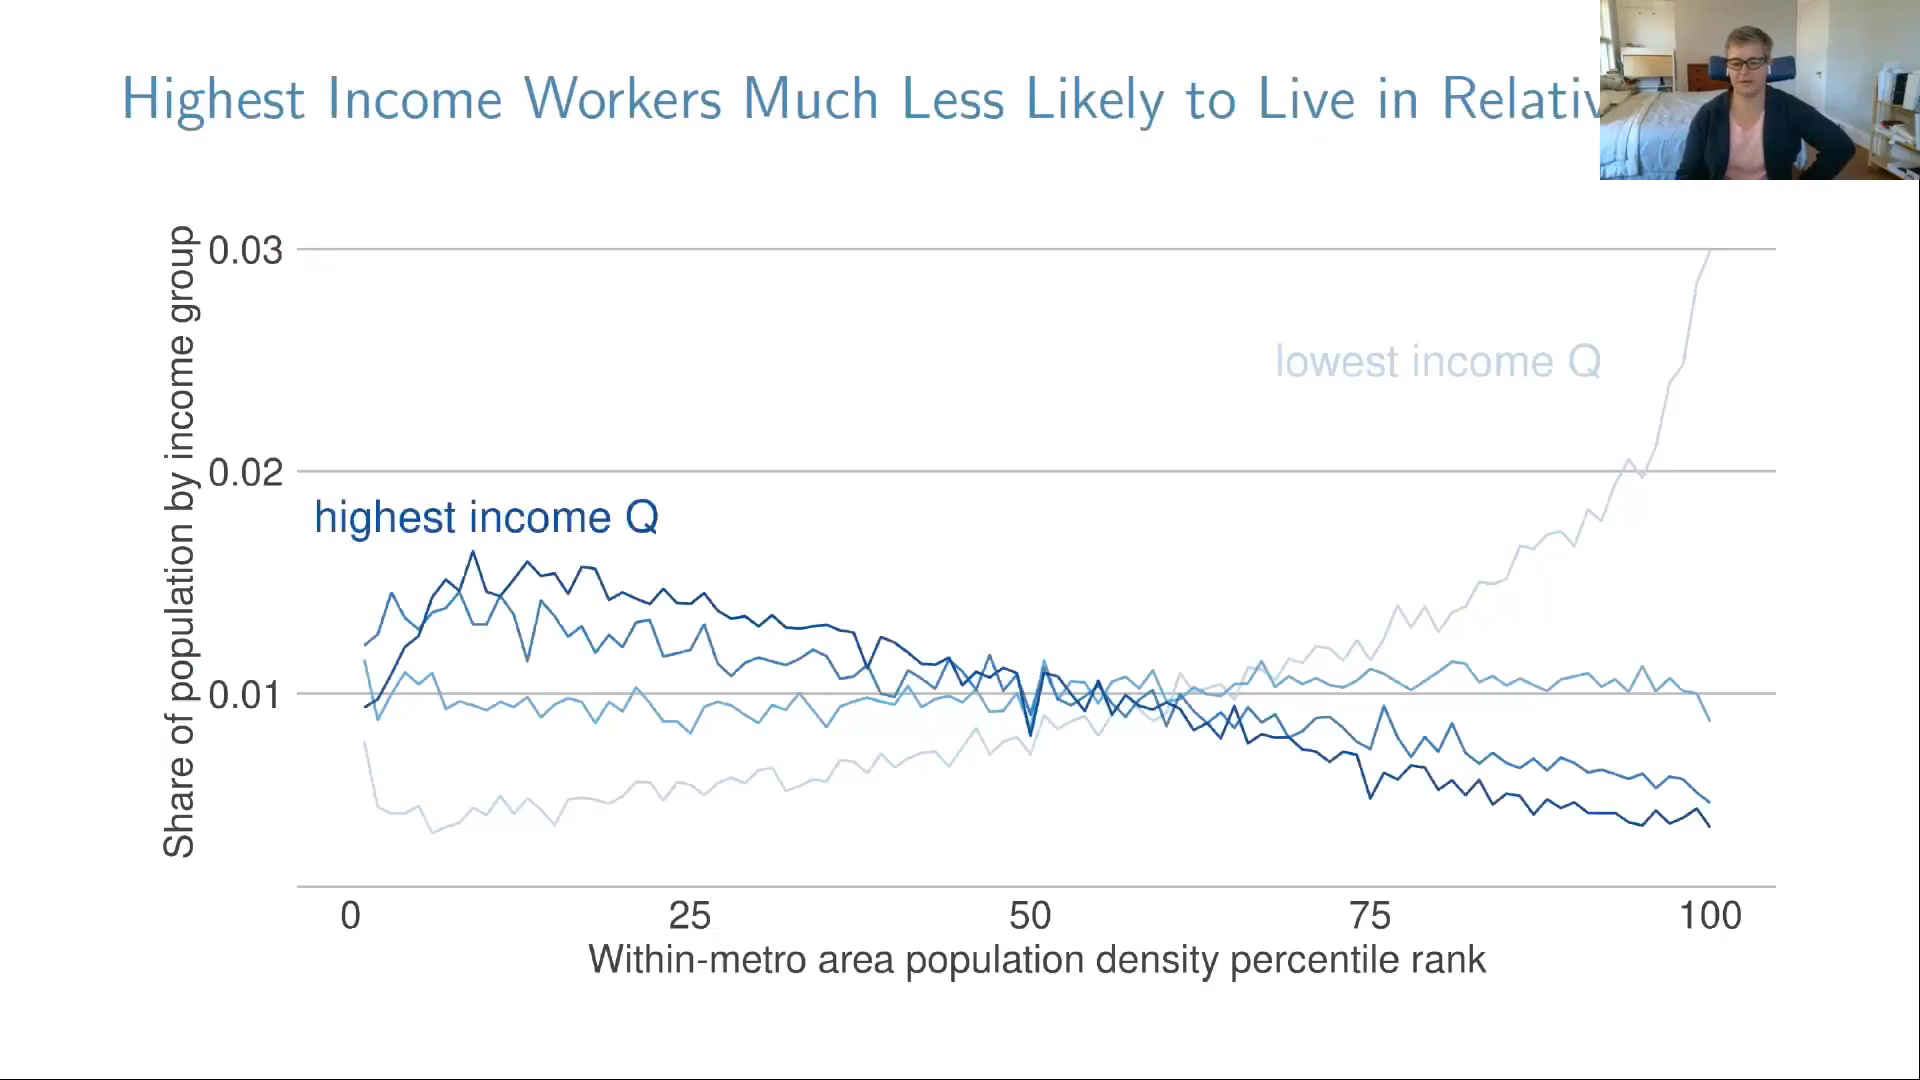 Highest Income Workers Much Less Likely to Live in
Share of population by income group
0.03
lowest income Q
0.02
highest income Q
0.01
0 25 50 75 100
Within-metro area population density percentile rank